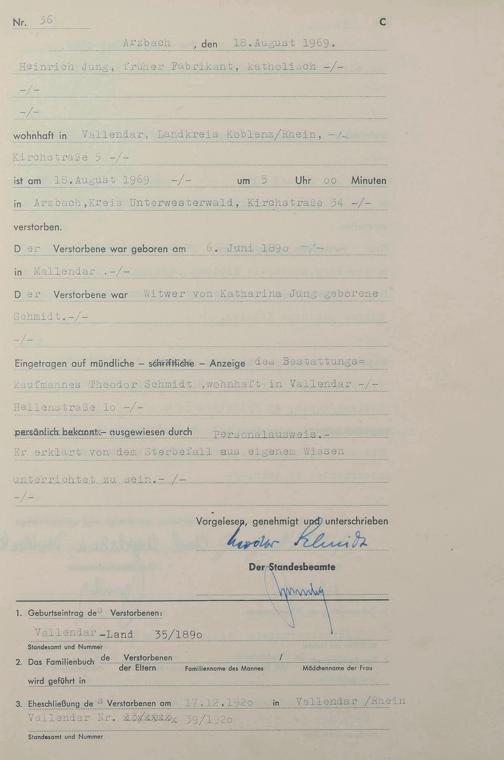 Nr. 36 C
Arzbach , den 18.August 1969.
Heinrich Jung, früher Fabrikant, katholisch -/-
-/-
-/-
wohnhaft in Vallendar, Landkreis Koblenz/Rhein, -/-
Kirchstraße 5 -/-
ist am 18.August 1969 -/- um 5 Uhr oo Minuten
in Arzbach,Kreis Unterwesterwald, Kirchstraße 34 -/-
verstorben.
Der Verstorbene war geboren am 6. Juni 189o -/-
in Mallendar .-/-
Der Verstorbene war Witwer von Katharina Jung geborene
Schmidt.-/-
-/-
Eingetragen auf mündliche – schriftliche – Anzeige des Bestattungs=
kaufmannes Theodor Schmidt ,wohnhaft in Vallendar -/-
Hellenstraße 1o -/-
persönlich bekannt – ausgewiesen durch Personalausweis.-
Er erklärt von dem Sterbefall aus eigenem Wissen
unterrichtet zu sein.- /-
-/-
Vorgelesen, genehmigt und unterschrieben
Theodor Schmidt
Der Standesbeamte
1. Geburtseintrag des Verstorbenen:
Vallendar-Land 35/189o
Standesamt und Nummer
2. Das Familienbuch de Verstorbenen /
der Eltern Familienname des Mannes Mädchenname der Frau
wird geführt in
3. Eheschließung des Verstorbenen am 17.12.192o in Vallendar /Rhein
Vallendar Nr. 39/192o
Standesamt und Nummer